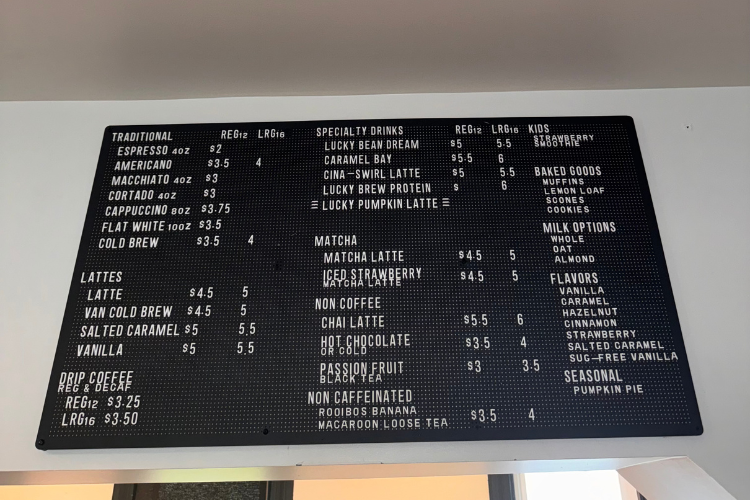 TRADITIONAL REG12 LRG16
ESPRESSO 4OZ $2
AMERICANO $3.5 4
MACCHIATO 4OZ $3
CORTADO 4OZ $3
CAPPUCCINO 8OZ $3.75
FLAT WHITE 10OZ $3.5
COLD BREW $3.5 4
LATTES
LATTE $4.5 5
VAN COLD BREW $4.5 5
SALTED CARAMEL $5 5.5
VANILLA $5 5.5
DRIP COFFEE
REG & DECAF
REG12 $3.25
LRG16 $3.50
SPECIALTY DRINKS REG12 LRG16
LUCKY BEAN DREAM $5 5.5
CARAMEL BAY $5.5 6
CINA-SWIRL LATTE $5 5.5
LUCKY BREW PROTEIN $ 6
≡ LUCKY PUMPKIN LATTE ≡
MATCHA
MATCHA LATTE $4.5 5
ICED STRAWBERRY $4.5 5
MATCHA LATTE
NON COFFEE
CHAI LATTE $5.5 6
HOT CHOCOLATE $3.5 4
OR COLD
PASSION FRUIT $3 3.5
BLACK TEA
NON CAFFEINATED
ROOIBOS BANANA $3.5 4
MACAROON LOOSE TEA
KIDS
STRAWBERRY
SMOOTHIE
BAKED GOODS
MUFFINS
LEMON LOAF
SCONES
COOKIES
MILK OPTIONS
WHOLE
OAT
ALMOND
FLAVORS
VANILLA
CARAMEL
HAZELNUT
CINNAMON
STRAWBERRY
SALTED CARAMEL
SUG-FREE VANILLA
SEASONAL
PUMPKIN PIE